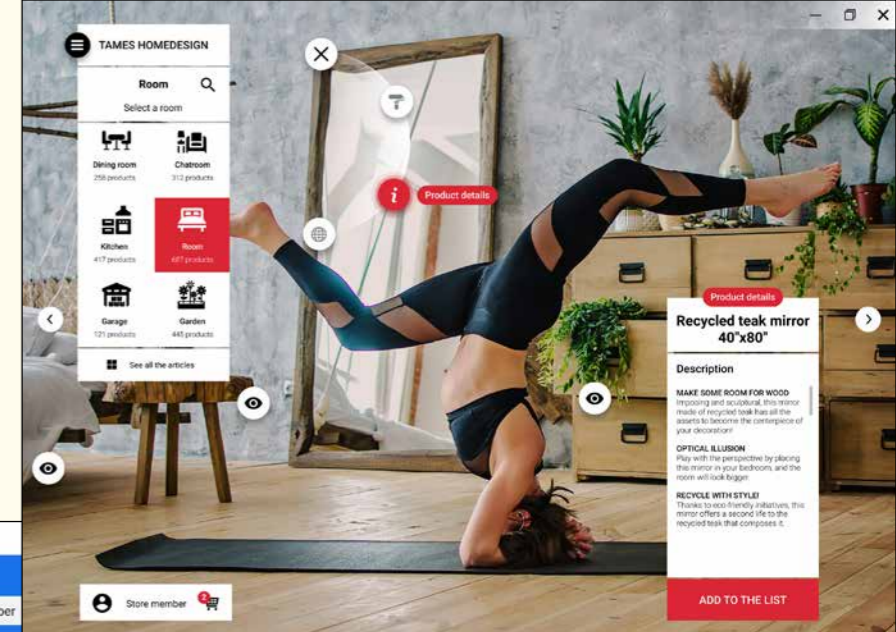 TAMES HOMEDESIGN
Room
Select a room
Dining room
258 products
Chatroom
312 products
Kitchen
417 products
Room
687 products
Garage
121 products
Garden
445 products
See all the articles
Store member
2
i
Product details
Product details
Recycled teak mirror
40"x80"
Description
MAKE SOME ROOM FOR WOOD
Imposing and sculptural, this mirror
made of recycled teak has all the
assets to become the centerpiece of
your decoration!
OPTICAL ILLUSION
Play with the perspective by placing
this mirror in your bedroom, and the
room will look bigger.
RECYCLE WITH STYLE!
Thanks to eco-friendly initiatives, this
mirror offers a second life to the
recycled teak that composes it.
ADD TO THE LIST